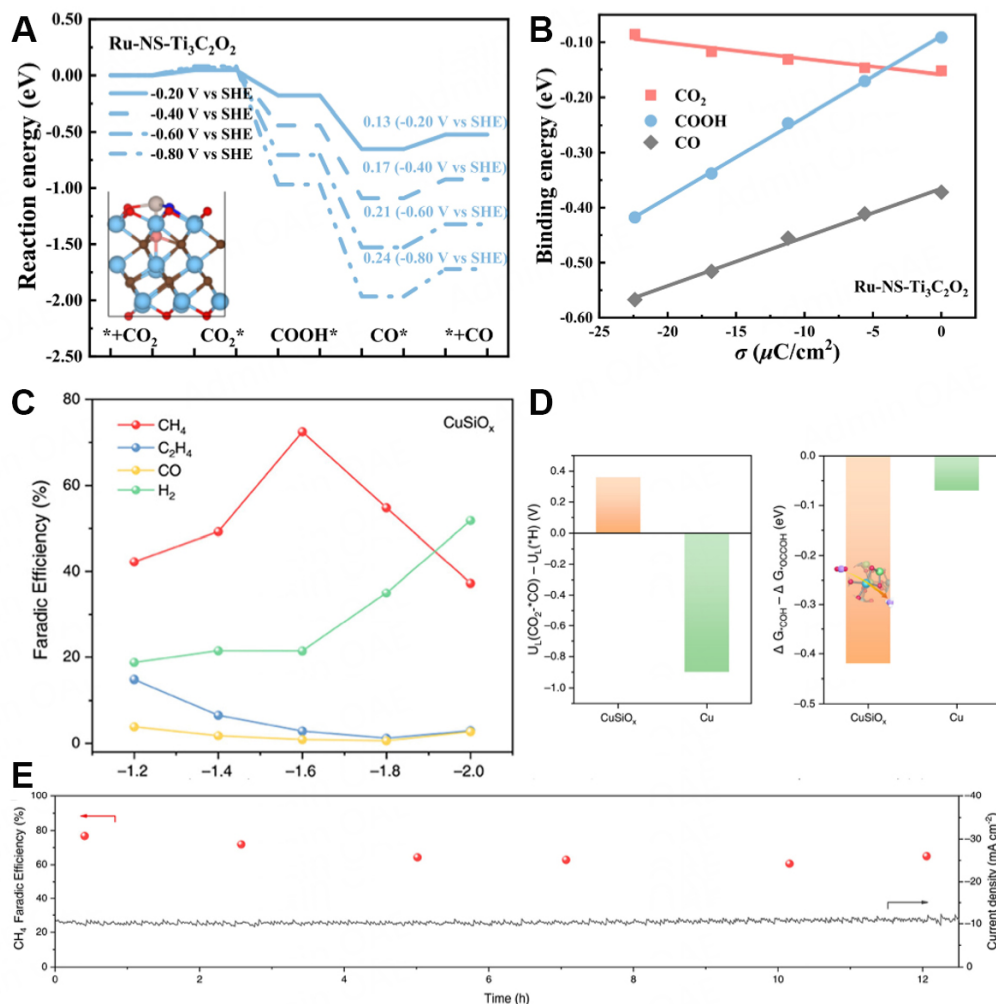 A
Ru-NS-Ti₃C₂O₂
-0.20 V vs SHE
-0.40 V vs SHE
-0.60 V vs SHE
-0.80 V vs SHE
0.13 (-0.20 V vs SHE)
0.17 (-0.40 V vs SHE)
0.21 (-0.60 V vs SHE)
0.24 (-0.80 V vs SHE)
Reaction energy (eV)
0.50
0.00
-0.50
-1.00
-1.50
-2.00
-2.50
*+CO₂ CO₂* COOH* CO* *+CO
B
Binding energy (eV)
-0.10
-0.20
-0.30
-0.40
-0.50
-0.60
CO₂
COOH
CO
Ru-NS-Ti₃C₂O₂
-25 -20 -15 -10 -5 0
σ (μC/cm²)
C
Faradic Efficiency (%)
80
60
40
20
0
CH₄
C₂H₄
CO
H₂
CuSiOₓ
−1.2 −1.4 −1.6 −1.8 −2.0
D
U_L(CO₂-*CO) − U_L(*H) (V)
0.4
0.2
0.0
−0.2
−0.4
−0.6
−0.8
−1.0
CuSiOₓ Cu
Δ G*COH − Δ G*OCCOH (eV)
0.0
−0.1
−0.2
−0.3
−0.4
−0.5
CuSiOₓ Cu
E
CH₄ Faradic Efficiency (%)
100
80
60
40
20
0
0 2 4 6 8 10 12
Time (h)
−40
−30
−20
−10
0
Current density (mA cm⁻²)